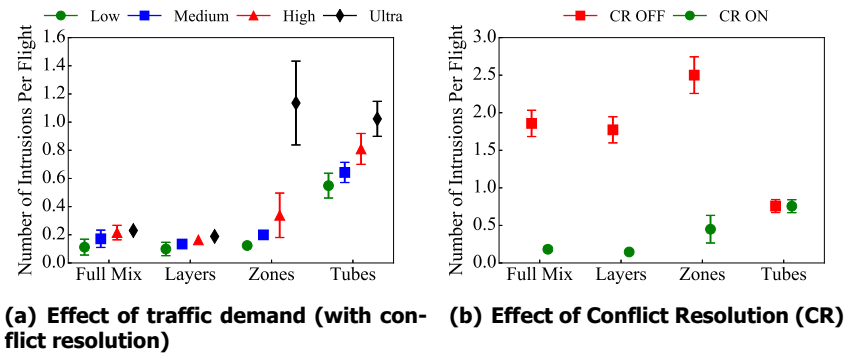 Low Medium High Ultra
Number of Intrusions Per Flight
1.6
1.4
1.2
1.0
0.8
0.6
0.4
0.2
0.0
Full Mix Layers Zones Tubes
(a) Effect of traffic demand (with con-
flict resolution)
CR OFF CR ON
Number of Intrusions Per Flight
3.0
2.5
2.0
1.5
1.0
0.5
0.0
Full Mix Layers Zones Tubes
(b) Effect of Conflict Resolution (CR)